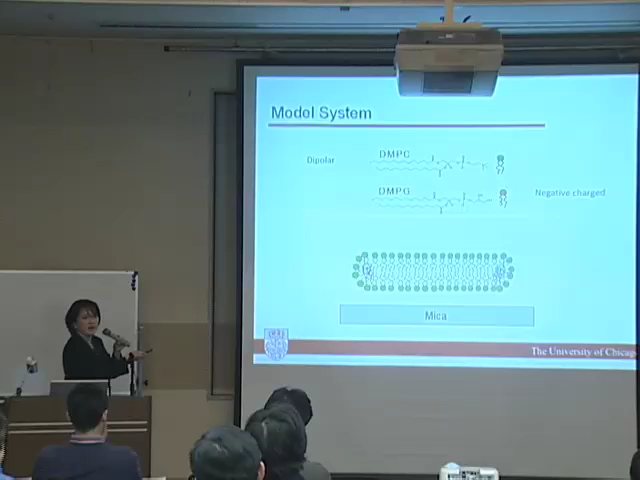 Model System
Dipolar
DMPC
DMPG
Negative charged
Mica
The University of Chicago